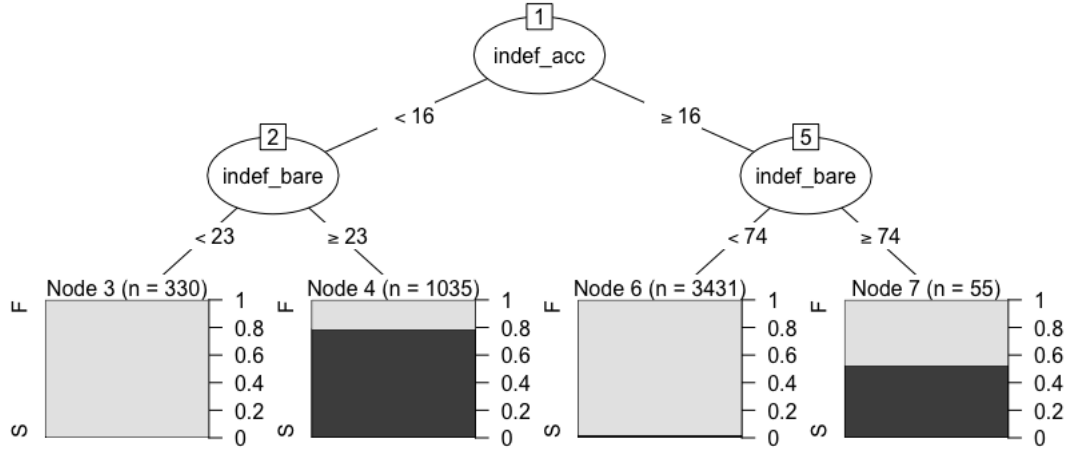 1
indef_acc
< 16
≥ 16
2
indef_bare
5
indef_bare
< 23
≥ 23
< 74
≥ 74
Node 3 (n = 330)
F
S
1
0.8
0.6
0.4
0.2
0
Node 4 (n = 1035)
F
S
1
0.8
0.6
0.4
0.2
0
Node 6 (n = 3431)
F
S
1
0.8
0.6
0.4
0.2
0
Node 7 (n = 55)
F
S
1
0.8
0.6
0.4
0.2
0